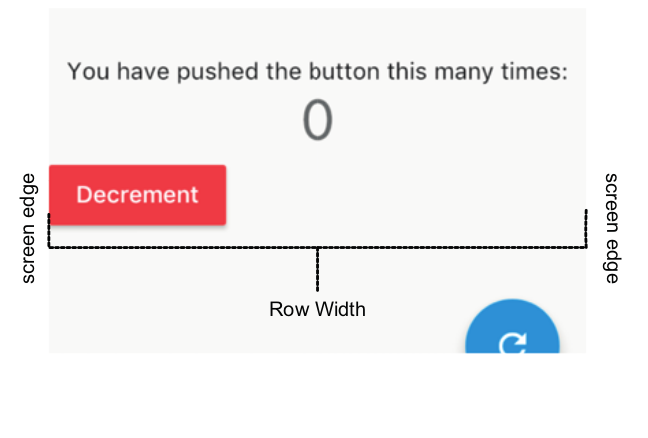 You have pushed the button this many times:
0
Decrement
screen edge
screen edge
Row Width